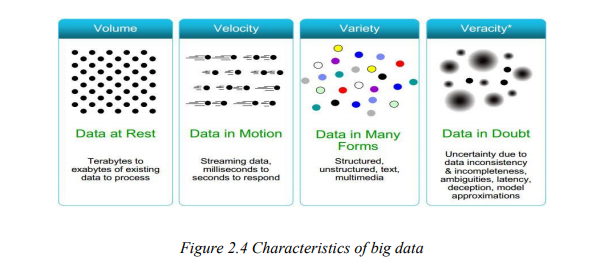 Volume
Data at Rest
Terabytes to
exabytes of existing
data to process
Velocity
Data in Motion
Streaming data,
milliseconds to
seconds to respond
Variety
Data in Many
Forms
Structured,
unstructured, text,
multimedia
Veracity*
Data in Doubt
Uncertainty due to
data inconsistency
& incompleteness,
ambiguities, latency,
deception, model
approximations
Figure 2.4 Characteristics of big data